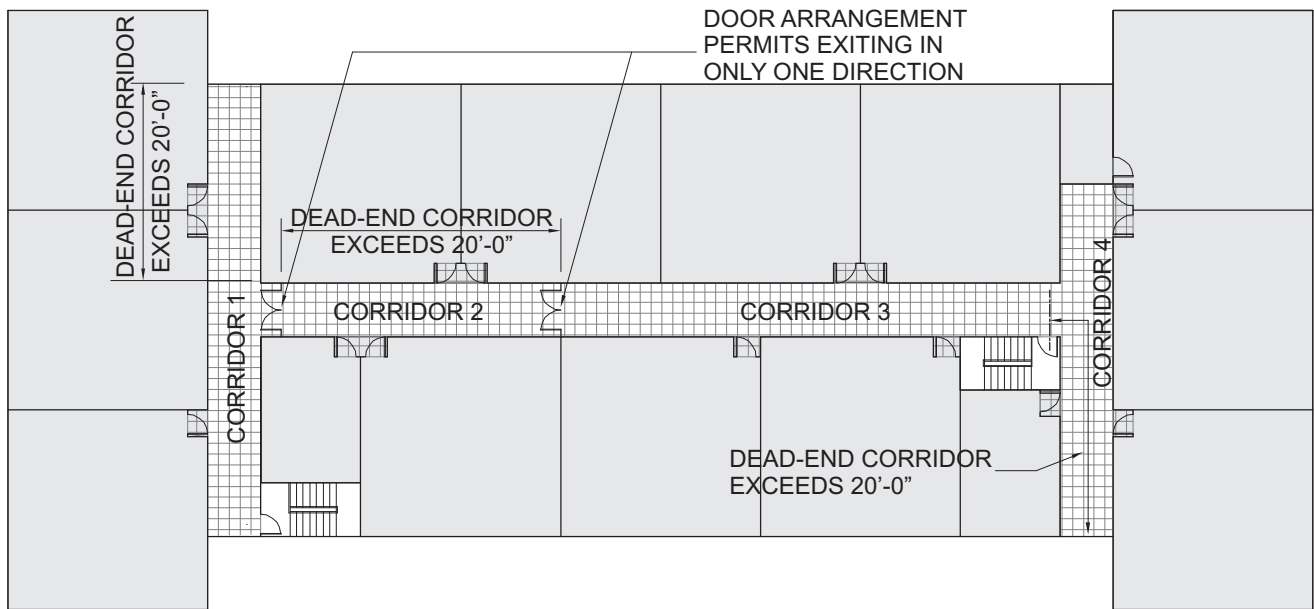 DOOR ARRANGEMENT
PERMITS EXITING IN
ONLY ONE DIRECTION
DEAD-END CORRIDOR
EXCEEDS 20’-0”
DEAD-END CORRIDOR
EXCEEDS 20’-0”
CORRIDOR 1
CORRIDOR 2
CORRIDOR 3
CORRIDOR 4
DEAD-END CORRIDOR
EXCEEDS 20’-0”